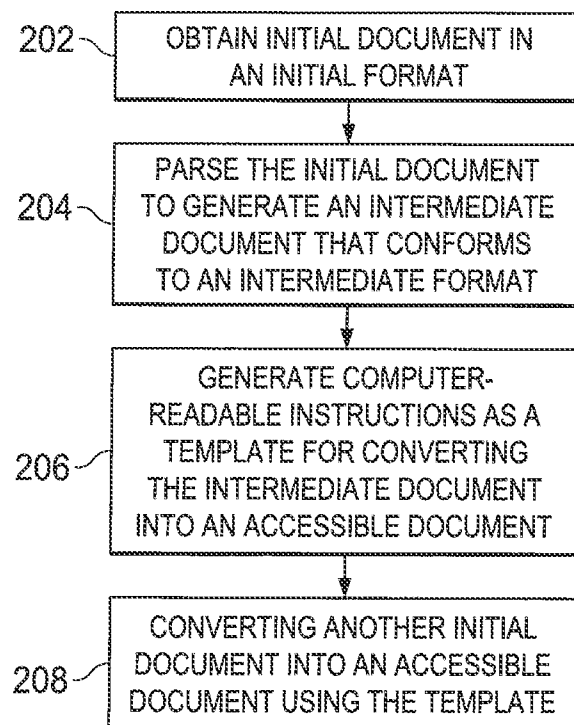 202
OBTAIN INITIAL DOCUMENT IN
AN INITIAL FORMAT
204
PARSE THE INITIAL DOCUMENT
TO GENERATE AN INTERMEDIATE
DOCUMENT THAT CONFORMS
TO AN INTERMEDIATE FORMAT
206
GENERATE COMPUTER-
READABLE INSTRUCTIONS AS A
TEMPLATE FOR CONVERTING
THE INTERMEDIATE DOCUMENT
INTO AN ACCESSIBLE DOCUMENT
208
CONVERTING ANOTHER INITIAL
DOCUMENT INTO AN ACCESSIBLE
DOCUMENT USING THE TEMPLATE